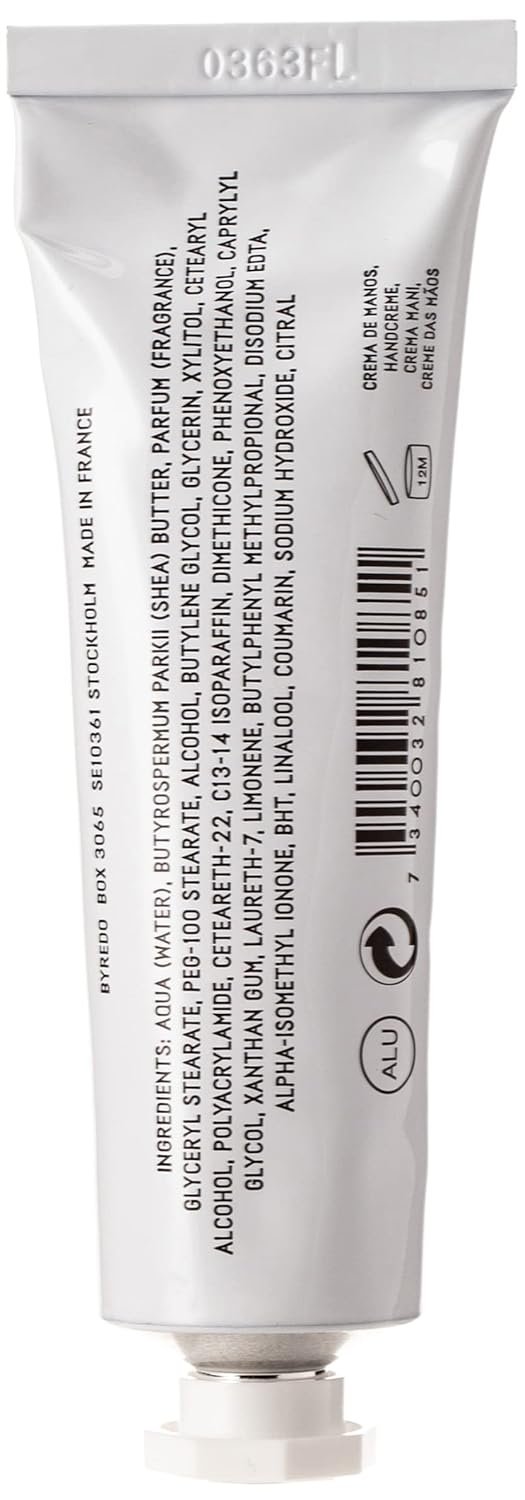 0363FL
BYREDO BOX 3065 SE10361 STOCKHOLM MADE IN FRANCE
INGREDIENTS: AQUA (WATER), BUTYROSPERMUM PARKII (SHEA) BUTTER, PARFUM (FRAGRANCE),
GLYCERYL STEARATE, PEG-100 STEARATE, ALCOHOL, BUTYLENE GLYCOL, GLYCERIN, XYLITOL, CETEARYL
ALCOHOL, POLYACRYLAMIDE, CETEARETH-22, C13-14 ISOPARAFFIN, DIMETHICONE, PHENOXYETHANOL, CAPRYLYL
GLYCOL, XANTHAN GUM, LAURETH-7, LIMONENE, BUTYLPHENYL METHYLPROPIONAL, DISODIUM EDTA,
ALPHA-ISOMETHYL IONONE, BHT, LINALOOL, COUMARIN, SODIUM HYDROXIDE, CITRAL
CREMA DE MANOS,
HANDCREME,
CREMA MANI,
CREME DAS MÃOS
12M
7 340032 810851
ALU